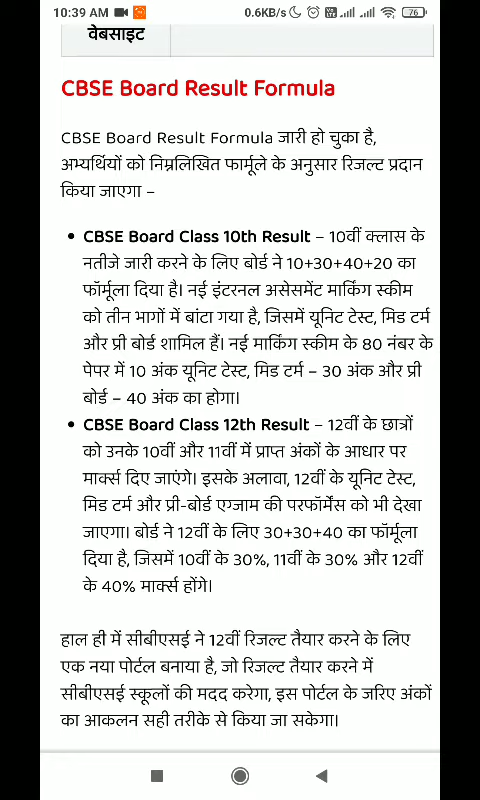 10:39 AM
0.6KB/s
76
वेबसाइट
CBSE Board Result Formula
CBSE Board Result Formula जारी हो चुका है,
अभ्यर्थियों को निम्नलिखित फार्मूले के अनुसार रिजल्ट प्रदान
किया जाएगा –
• CBSE Board Class 10th Result – 10वीं क्लास के
नतीजे जारी करने के लिए बोर्ड ने 10+30+40+20 का
फॉर्मूला दिया है। नई इंटरनल असेसमेंट मार्किंग स्कीम
को तीन भागों में बांटा गया है, जिसमें यूनिट टेस्ट, मिड टर्म
और प्री बोर्ड शामिल हैं। नई मार्किंग स्कीम के 80 नंबर के
पेपर में 10 अंक यूनिट टेस्ट, मिड टर्म – 30 अंक और प्री
बोर्ड – 40 अंक का होगा।
• CBSE Board Class 12th Result – 12वीं के छात्रों
को उनके 10वीं और 11वीं में प्राप्त अंकों के आधार पर
मार्क्स दिए जाएंगे। इसके अलावा, 12वीं के यूनिट टेस्ट,
मिड टर्म और प्री-बोर्ड एग्जाम की परफॉर्मेंस को भी देखा
जाएगा। बोर्ड ने 12वीं के लिए 30+30+40 का फॉर्मूला
दिया है, जिसमें 10वीं के 30%, 11वीं के 30% और 12वीं
के 40% मार्क्स होंगे।
हाल ही में सीबीएसई ने 12वीं रिजल्ट तैयार करने के लिए
एक नया पोर्टल बनाया है, जो रिजल्ट तैयार करने में
सीबीएसई स्कूलों की मदद करेगा, इस पोर्टल के जरिए अंकों
का आकलन सही तरीके से किया जा सकेगा।